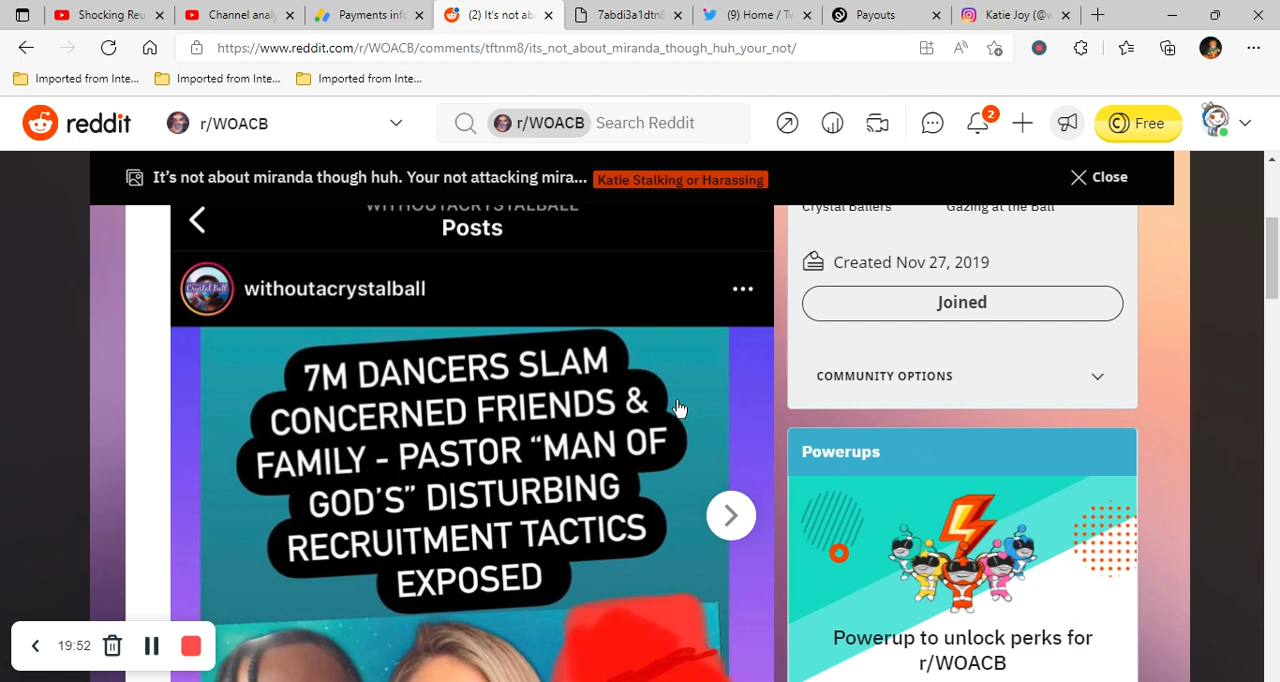 Shocking Reu
Channel anal
Payments info
(2) It's not ab
7abdi3a1dtn8
(9) Home / Tw
Payouts
Katie Joy (@w
https://www.reddit.com/r/WOACB/comments/tftnm8/its_not_about_miranda_though_huh_your_not/
Imported from Inte...
Imported from Inte...
Imported from Inte...
reddit
r/WOACB
r/WOACB Search Reddit
2
Free
It's not about miranda though huh. Your not attacking mira... Katie Stalking or Harassing
Close
WITHOUTACRYSTALBALL
Posts
withoutacrystalball
Crystal Ball
7M DANCERS SLAM
CONCERNED FRIENDS &
FAMILY - PASTOR “MAN OF
GOD'S” DISTURBING
RECRUITMENT TACTICS
EXPOSED
Crystal Ballers Gazing at the Ball
Created Nov 27, 2019
Joined
COMMUNITY OPTIONS
Powerups
Powerup to unlock perks for
r/WOACB
19:52